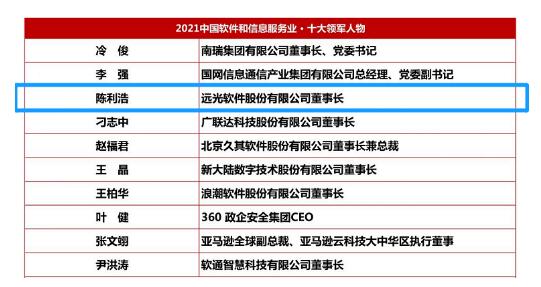 2021中国软件和信息服务业·十大领军人物
冷 俊 南瑞集团有限公司董事长、党委书记
李 强 国网信息通信产业集团有限公司总经理、党委副书记
陈利浩 远光软件股份有限公司董事长
刁志中 广联达科技股份有限公司董事长
赵福君 北京久其软件股份有限公司董事长兼总裁
王 晶 新大陆数字技术股份有限公司董事长
王柏华 浪潮软件股份有限公司董事长
叶 健 360 政企安全集团CEO
张文翊 亚马逊全球副总裁、亚马逊云科技大中华区执行董事
尹洪涛 软通智慧科技有限公司董事长